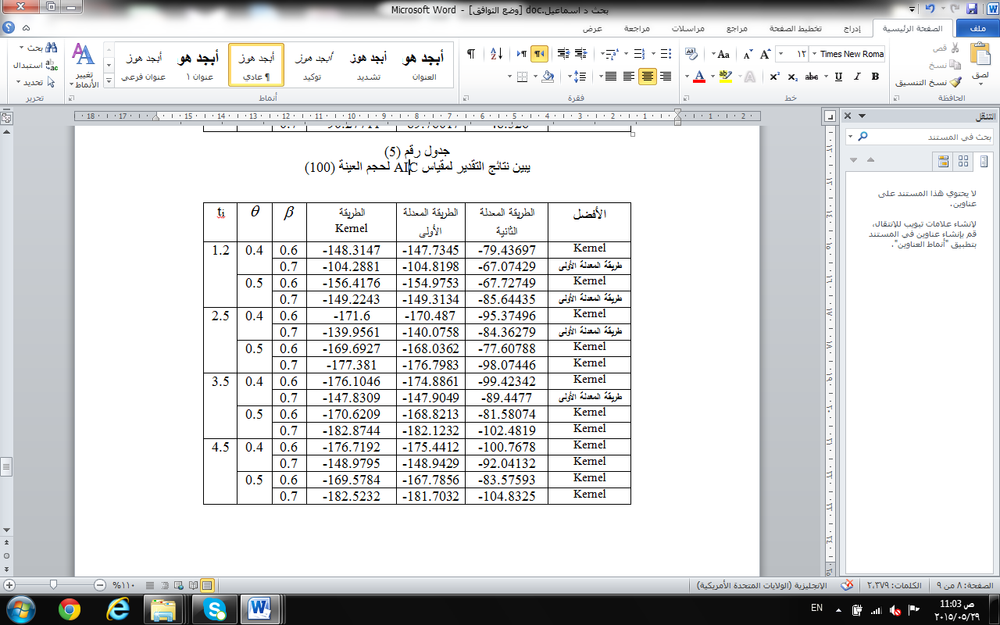 بحث د اسماعيل.doc [وضع التوافق] - Microsoft Word
ملف
الصفحة الرئيسية
إدراج
تخطيط الصفحة
مراجع
مراسلات
مراجعة
عرض
لصق
قص
نسخ
نسخ التنسيق
الحافظة
Times New Roma
١٢
خط
فقرة
أبجد هوز
العنوان
أبجد هوز
تشديد
أبجد هوز
توكيد
أبجد هوز
¶ عادي
أبجد هو
عنوان ١
أبجد هوز
عنوان فرعي
أنماط
تغيير الأنماط
بحث
استبدال
تحديد
تحرير
التنقل
بحث في المستند
لا يحتوي هذا المستند على
عناوين.
لإنشاء علامات تبويب للانتقال،
قم بإنشاء عناوين في المستند
بتطبيق "أنماط العناوين".
جدول رقم (5)
يبين نتائج التقدير لمقياس AIC لحجم العينة (100)
ti θ β الطريقة Kernel الطريقة المعدلة الأولى الطريقة المعدلة الثانية الأفضل
1.2 0.4 0.6 -148.3147 -147.7345 -79.43697 Kernel
0.7 -104.2881 -104.8198 -67.07429 طريقة المعدلة الأولى
0.5 0.6 -156.4176 -154.9753 -67.72749 Kernel
0.7 -149.2243 -149.3134 -85.64435 طريقة المعدلة الأولى
2.5 0.4 0.6 -171.6 -170.487 -95.37496 Kernel
0.7 -139.9561 -140.0758 -84.36279 طريقة المعدلة الأولى
0.5 0.6 -169.6927 -168.0362 -77.60788 Kernel
0.7 -177.381 -176.7983 -98.07446 Kernel
3.5 0.4 0.6 -176.1046 -174.8861 -99.42342 Kernel
0.7 -147.8309 -147.9049 -89.4477 طريقة المعدلة الأولى
0.5 0.6 -170.6209 -168.8213 -81.58074 Kernel
0.7 -182.8744 -182.1232 -102.4819 Kernel
4.5 0.4 0.6 -176.7192 -175.4412 -100.7678 Kernel
0.7 -148.9795 -148.9429 -92.04132 Kernel
0.5 0.6 -169.5784 -167.7856 -83.57593 Kernel
0.7 -182.5232 -181.7032 -104.8325 Kernel
الصفحة: ٨ من ٩
الكلمات: ٢،٣٧٩
الإنجليزية (الولايات المتحدة الأمريكية)
%١١٠
EN
11:03 ص
٢٠١٥/٠٥/٢٩